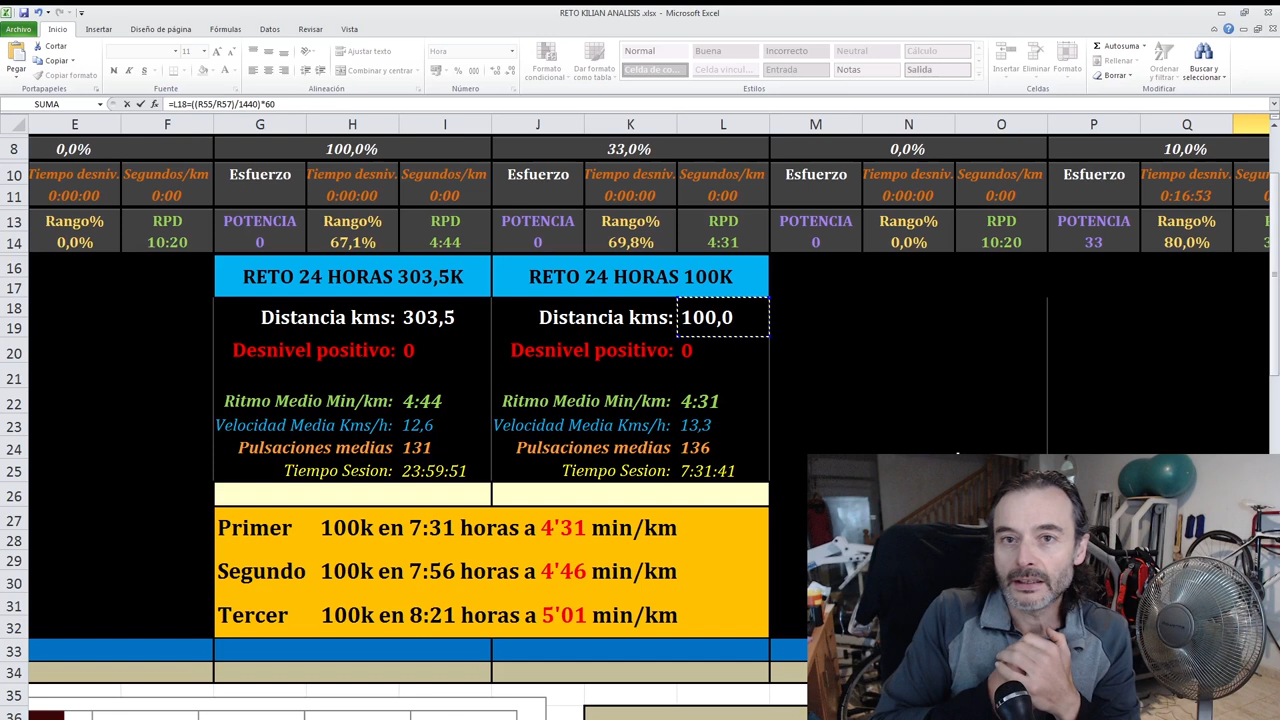 RETO KILIAN ANALISIS .xlsx - Microsoft Excel
Archivo Inicio Insertar Diseño de página Fórmulas Datos Revisar Vista
Pegar Cortar Copiar Copiar formato
11 Ajustar texto Combinar y centrar
Hora
% 000
Formato condicional Dar formato como tabla
Normal Buena Incorrecto Neutral Cálculo
Celda de co... Celda vincul... Entrada Notas Salida
Insertar Eliminar Formato
Autosuma Rellenar Borrar
Ordenar y filtrar Buscar y seleccionar
Portapapeles Fuente Alineación Número Estilos Celdas Modificar
SUMA =L18=((R55/R57)/1440)*60
E F G H I J K L M N O P Q
8 0,0% 100,0% 33,0% 0,0% 10,0%
10 Tiempo desniv. Segundos/km Esfuerzo Tiempo desniv. Segundos/km Esfuerzo Tiempo desniv. Segundos/km Esfuerzo Tiempo desniv. Segundos/km Esfuerzo Tiempo desniv.
11 0:00:00 0:00 0:00:00 0:00 0:00:00 0:00 0:00:00 0:00 0:16:53
13 Rango% RPD POTENCIA Rango% RPD POTENCIA Rango% RPD POTENCIA Rango% RPD POTENCIA Rango%
14 0,0% 10:20 0 67,1% 4:44 0 69,8% 4:31 0 0,0% 10:20 33 80,0%
16 RETO 24 HORAS 303,5K RETO 24 HORAS 100K
17
18 Distancia kms: 303,5 Distancia kms: 100,0
19
20 Desnivel positivo: 0 Desnivel positivo: 0
21
22 Ritmo Medio Min/km: 4:44 Ritmo Medio Min/km: 4:31
23 Velocidad Media Kms/h: 12,6 Velocidad Media Kms/h: 13,3
24 Pulsaciones medias 131 Pulsaciones medias 136
25 Tiempo Sesion: 23:59:51 Tiempo Sesion: 7:31:41
26
27 Primer 100k en 7:31 horas a 4'31 min/km
28
29 Segundo 100k en 7:56 horas a 4'46 min/km
30
31 Tercer 100k en 8:21 horas a 5'01 min/km
32
33
34
35
36